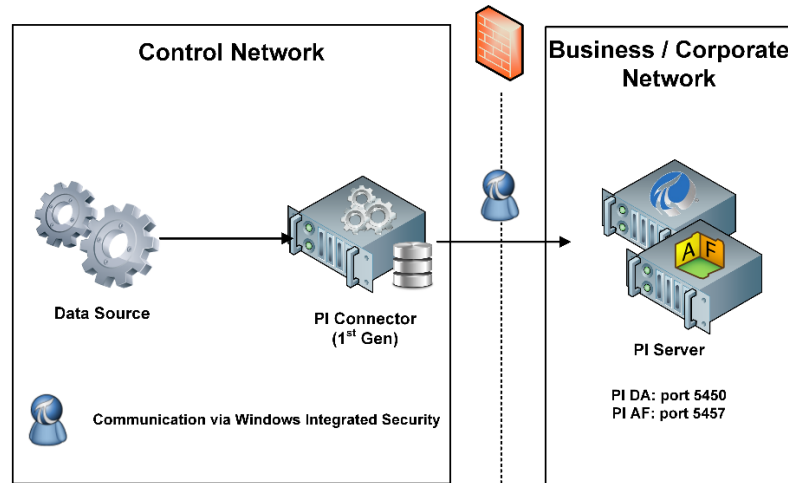 Control Network
Business / Corporate
Network
Data Source
PI Connector
(1st Gen)
A F
PI Server
PI DA: port 5450
PI AF: port 5457
Communication via Windows Integrated Security